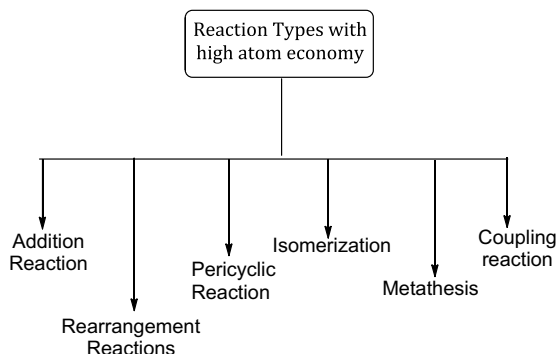 Reaction Types with
high atom economy
Addition
Reaction
Rearrangement
Reactions
Pericyclic
Reaction
Isomerization
Metathesis
Coupling
reaction